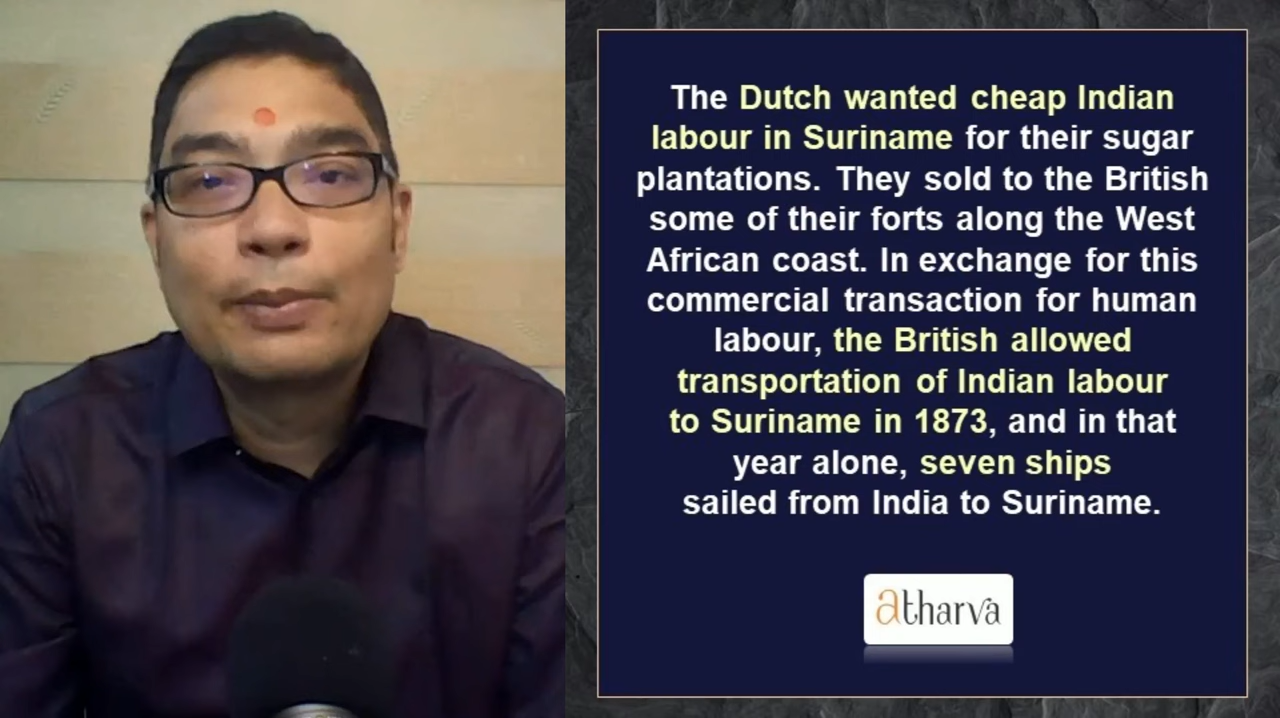 The Dutch wanted cheap Indian
labour in Suriname for their sugar
plantations. They sold to the British
some of their forts along the West
African coast. In exchange for this
commercial transaction for human
labour, the British allowed
transportation of Indian labour
to Suriname in 1873, and in that
year alone, seven ships
sailed from India to Suriname.
atharva